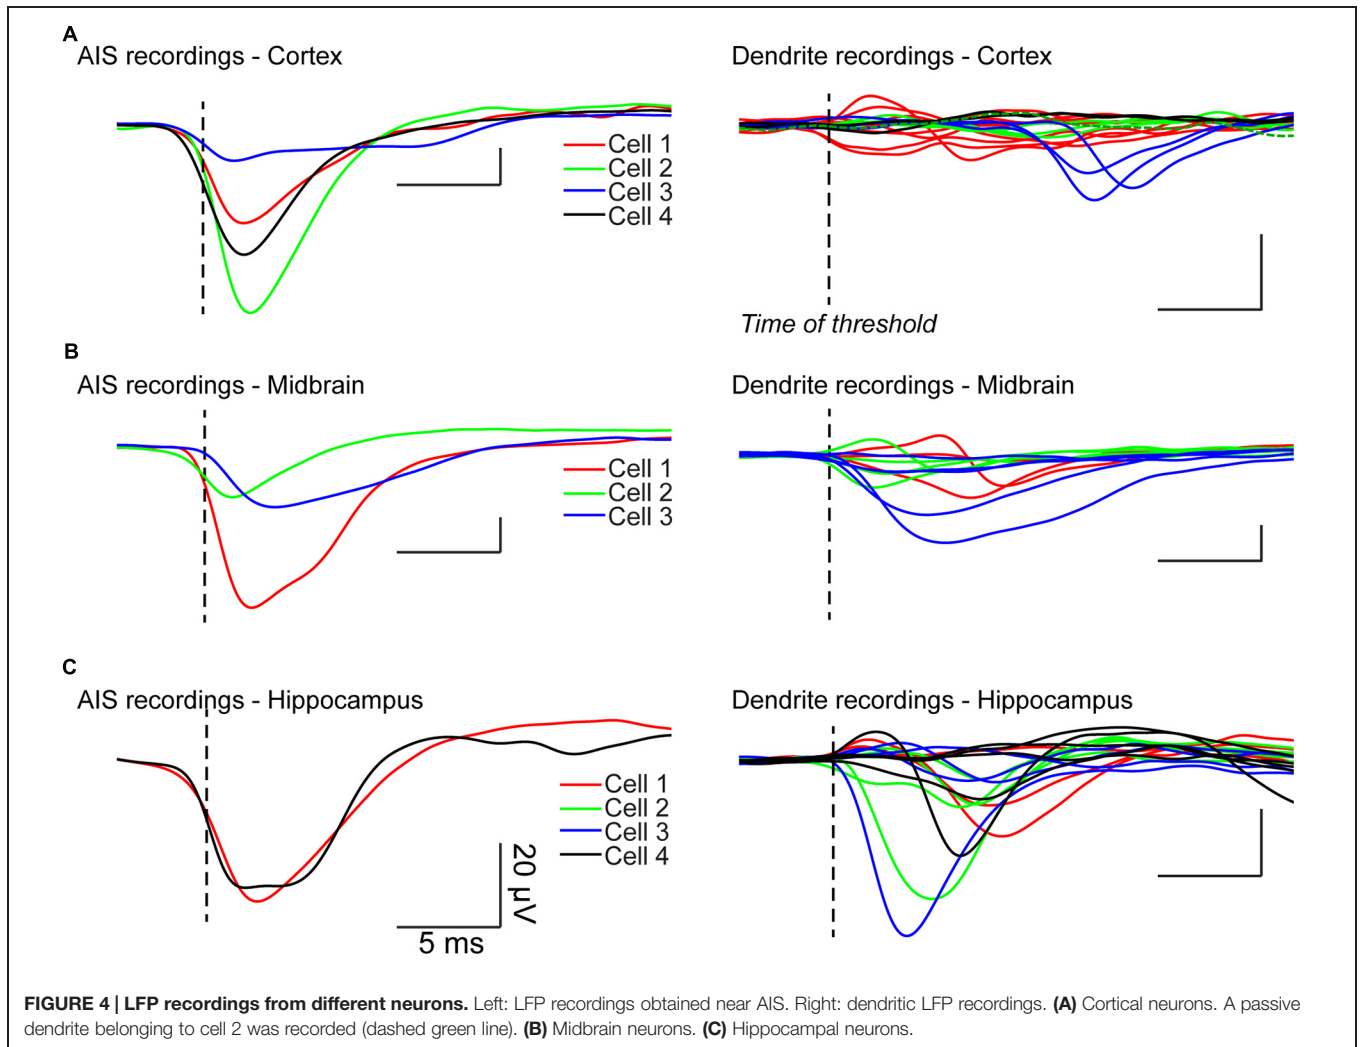 A
AIS recordings - Cortex
Dendrite recordings - Cortex
Cell 1
Cell 2
Cell 3
Cell 4
Time of threshold
B
AIS recordings - Midbrain
Dendrite recordings - Midbrain
Cell 1
Cell 2
Cell 3
C
AIS recordings - Hippocampus
Dendrite recordings - Hippocampus
Cell 1
Cell 2
Cell 3
Cell 4
20 µV
5 ms
FIGURE 4 | LFP recordings from different neurons. Left: LFP recordings obtained near AIS. Right: dendritic LFP recordings. (A) Cortical neurons. A passive
dendrite belonging to cell 2 was recorded (dashed green line). (B) Midbrain neurons. (C) Hippocampal neurons.